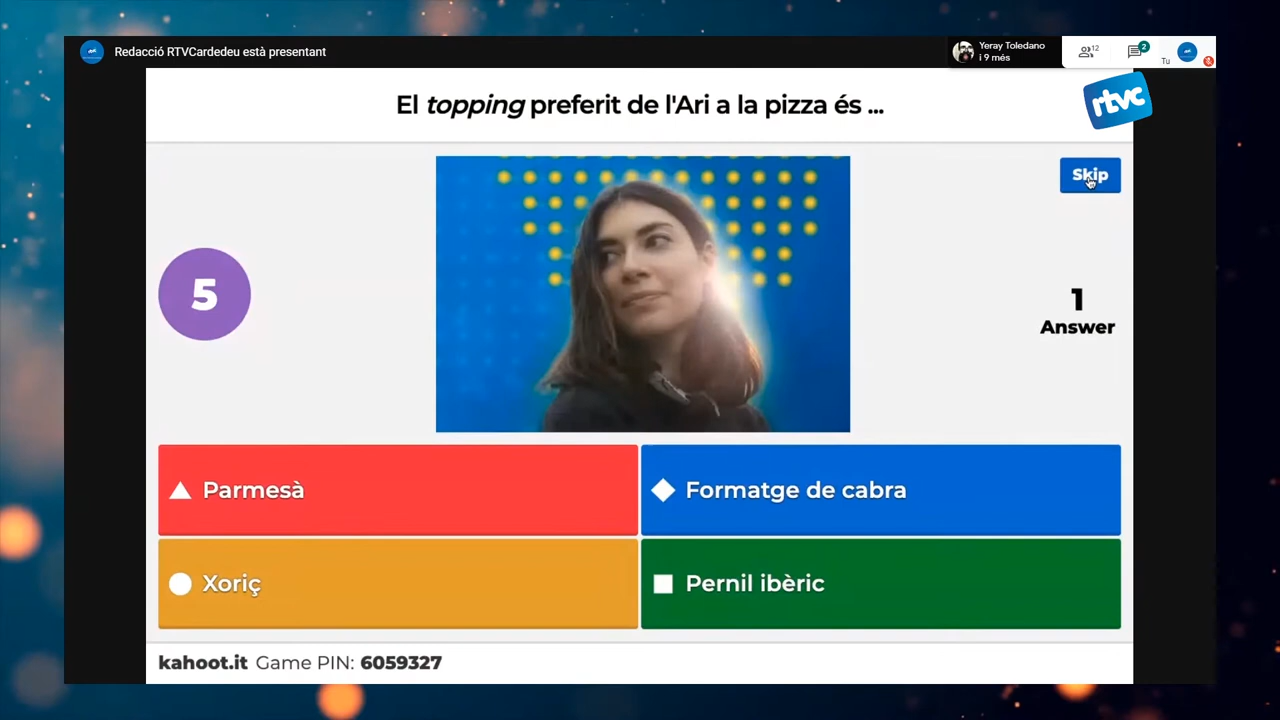 Redacció RTVCardedeu està presentant
Yeray Toledano
i 9 més
12
2
Tu
rtvc
El topping preferit de l'Ari a la pizza és ...
Skip
5
1
Answer
Parmesà
Formatge de cabra
Xoriç
Pernil ibèric
kahoot.it Game PIN: 6059327